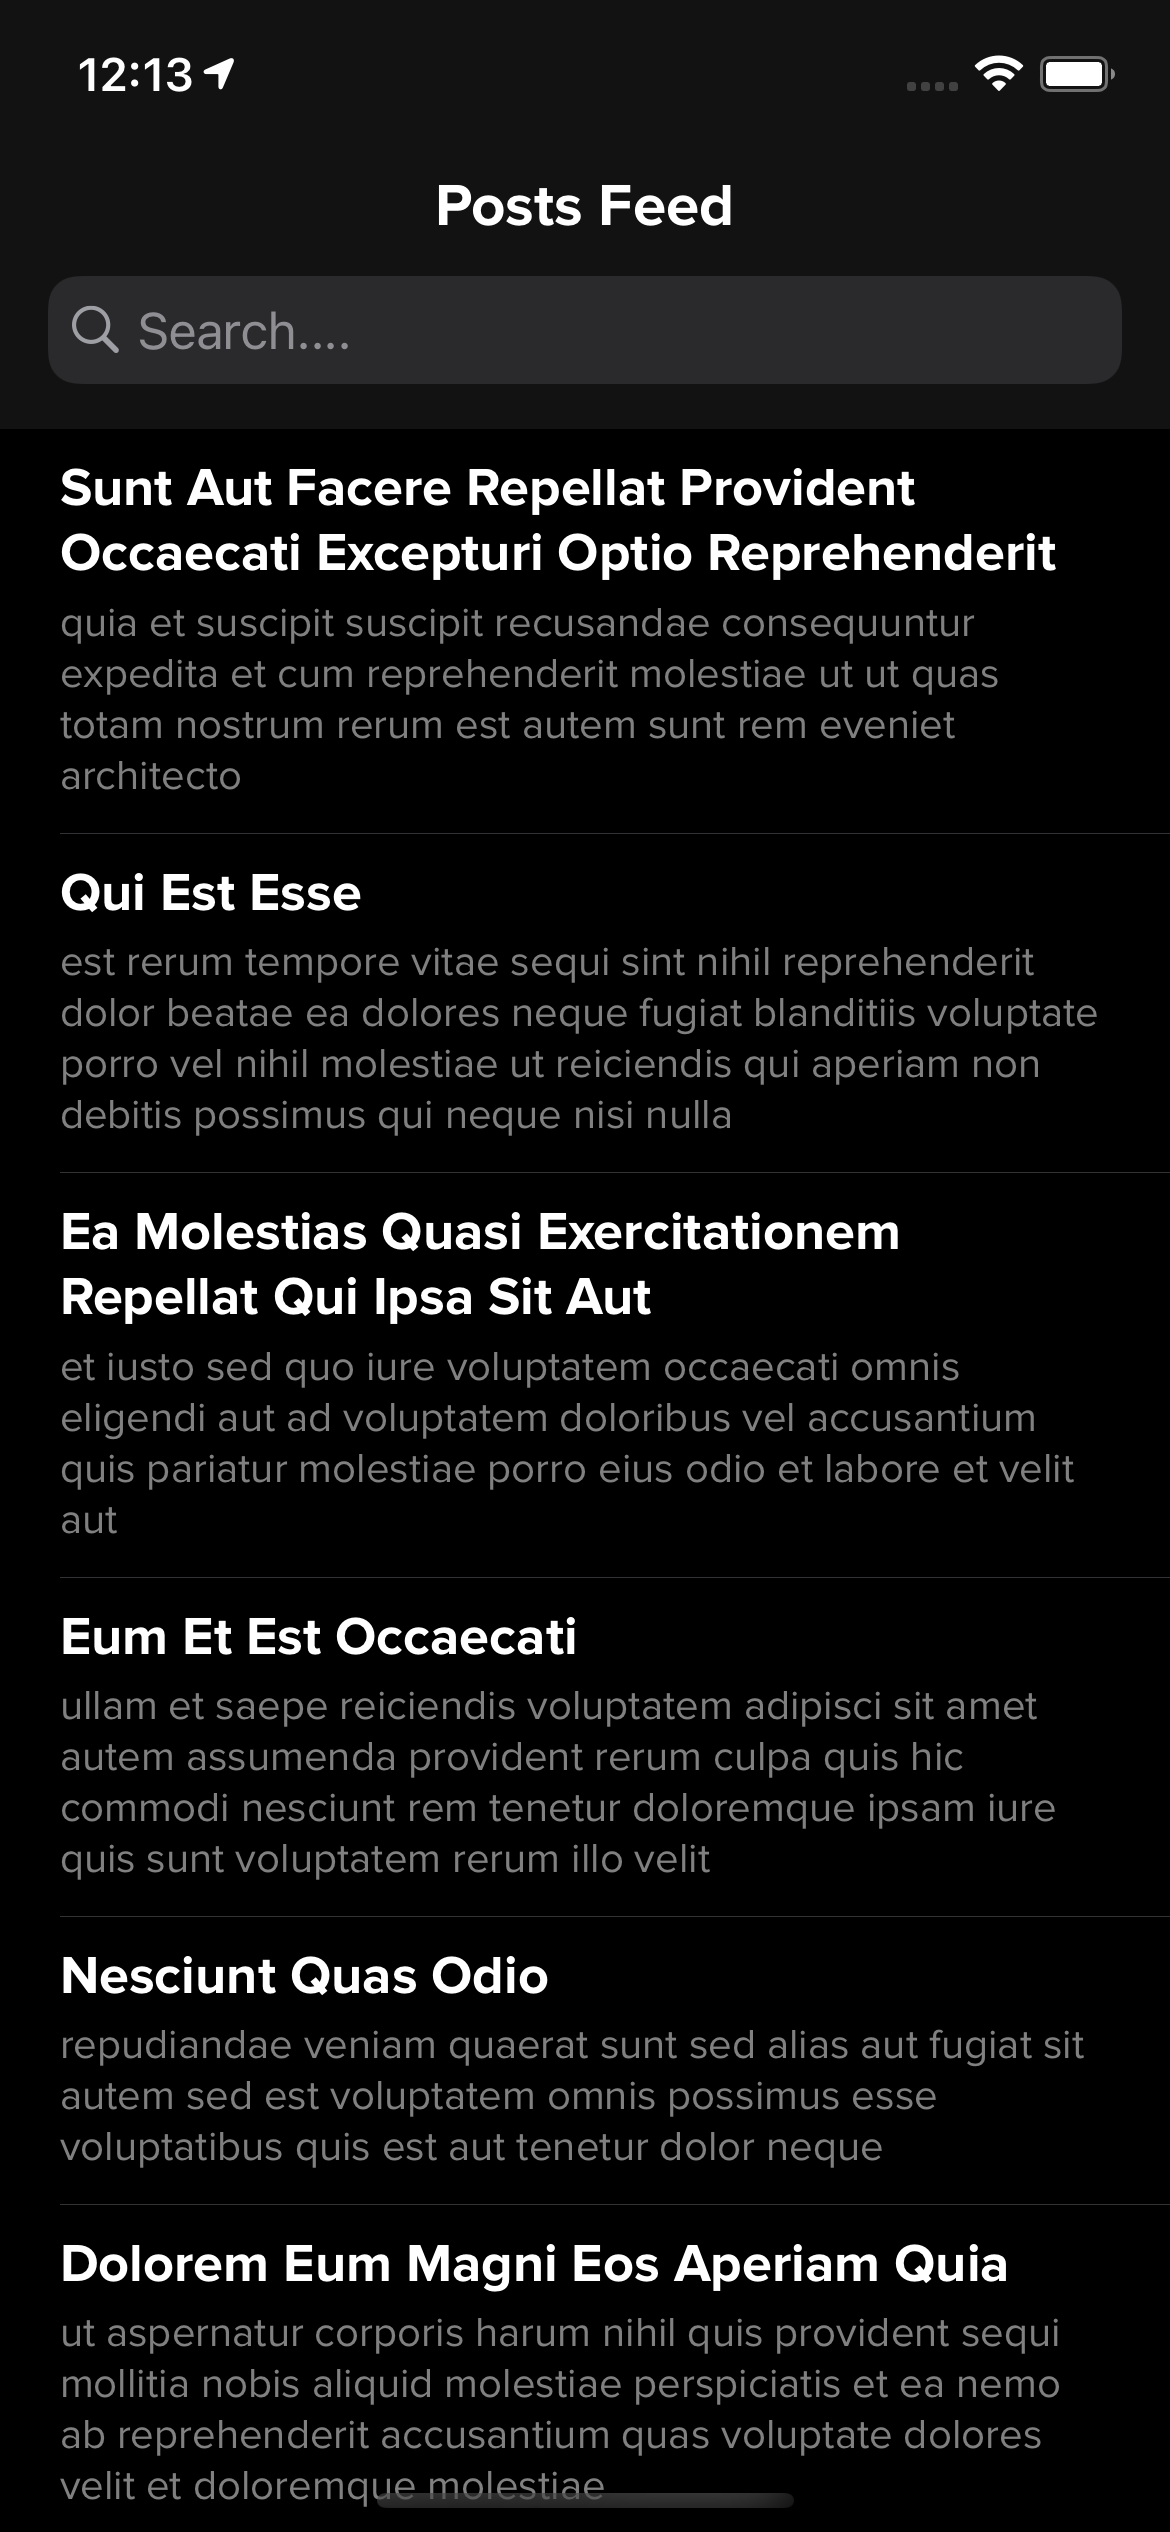 12:13
Posts Feed
Search....
Sunt Aut Facere Repellat Provident
Occaecati Excepturi Optio Reprehenderit
quia et suscipit suscipit recusandae consequuntur
expedita et cum reprehenderit molestiae ut ut quas
totam nostrum rerum est autem sunt rem eveniet
architecto
Qui Est Esse
est rerum tempore vitae sequi sint nihil reprehenderit
dolor beatae ea dolores neque fugiat blanditiis voluptate
porro vel nihil molestiae ut reiciendis qui aperiam non
debitis possimus qui neque nisi nulla
Ea Molestias Quasi Exercitationem
Repellat Qui Ipsa Sit Aut
et iusto sed quo iure voluptatem occaecati omnis
eligendi aut ad voluptatem doloribus vel accusantium
quis pariatur molestiae porro eius odio et labore et velit
aut
Eum Et Est Occaecati
ullam et saepe reiciendis voluptatem adipisci sit amet
autem assumenda provident rerum culpa quis hic
commodi nesciunt rem tenetur doloremque ipsam iure
quis sunt voluptatem rerum illo velit
Nesciunt Quas Odio
repudiandae veniam quaerat sunt sed alias aut fugiat sit
autem sed est voluptatem omnis possimus esse
voluptatibus quis est aut tenetur dolor neque
Dolorem Eum Magni Eos Aperiam Quia
ut aspernatur corporis harum nihil quis provident sequi
mollitia nobis aliquid molestiae perspiciatis et ea nemo
ab reprehenderit accusantium quas voluptate dolores
velit et doloremque molestiae